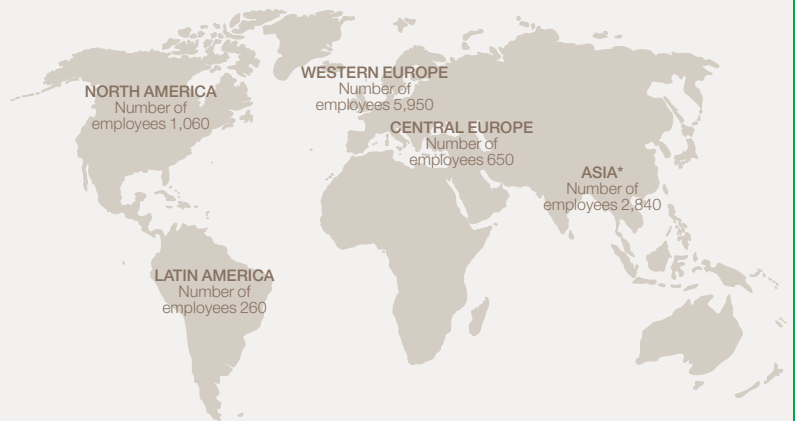 NORTH AMERICA
Number of
employees 1,060
WESTERN EUROPE
Number of
employees 5,950
CENTRAL EUROPE
Number of
employees 650
ASIA*
Number of
employees 2,840
LATIN AMERICA
Number of
employees 260